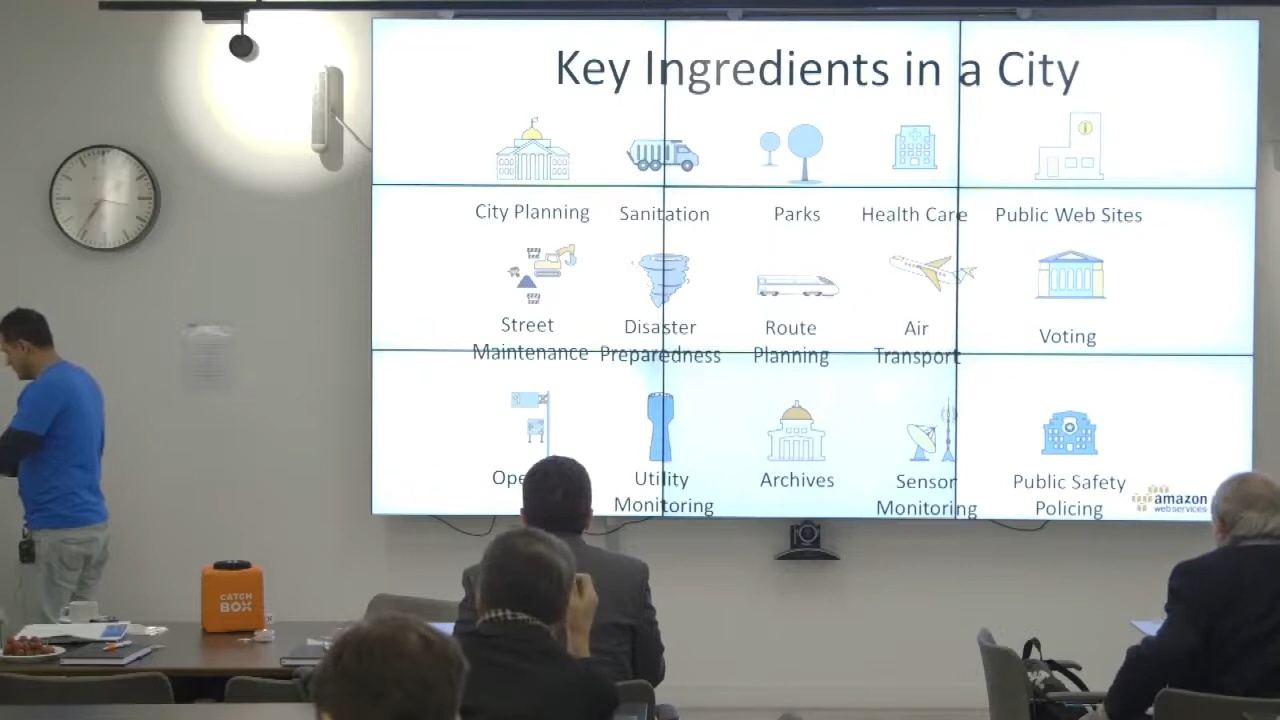 Key Ingredients in a City
City Planning
Sanitation
Parks
Health Care
Public Web Sites
Street
Maintenance
Disaster
Preparedness
Route
Planning
Air
Transport
Voting
Utility
Monitoring
Archives
Sensor
Monitoring
Public Safety
Policing
amazon
web services
CATCH
BOX